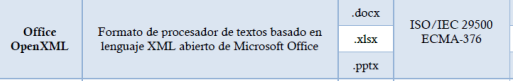 Office
OpenXML
Formato de procesador de textos basado en
lenguaje XML abierto de Microsoft Office
.docx
.xlsx
.pptx
ISO/IEC 29500
ECMA-376